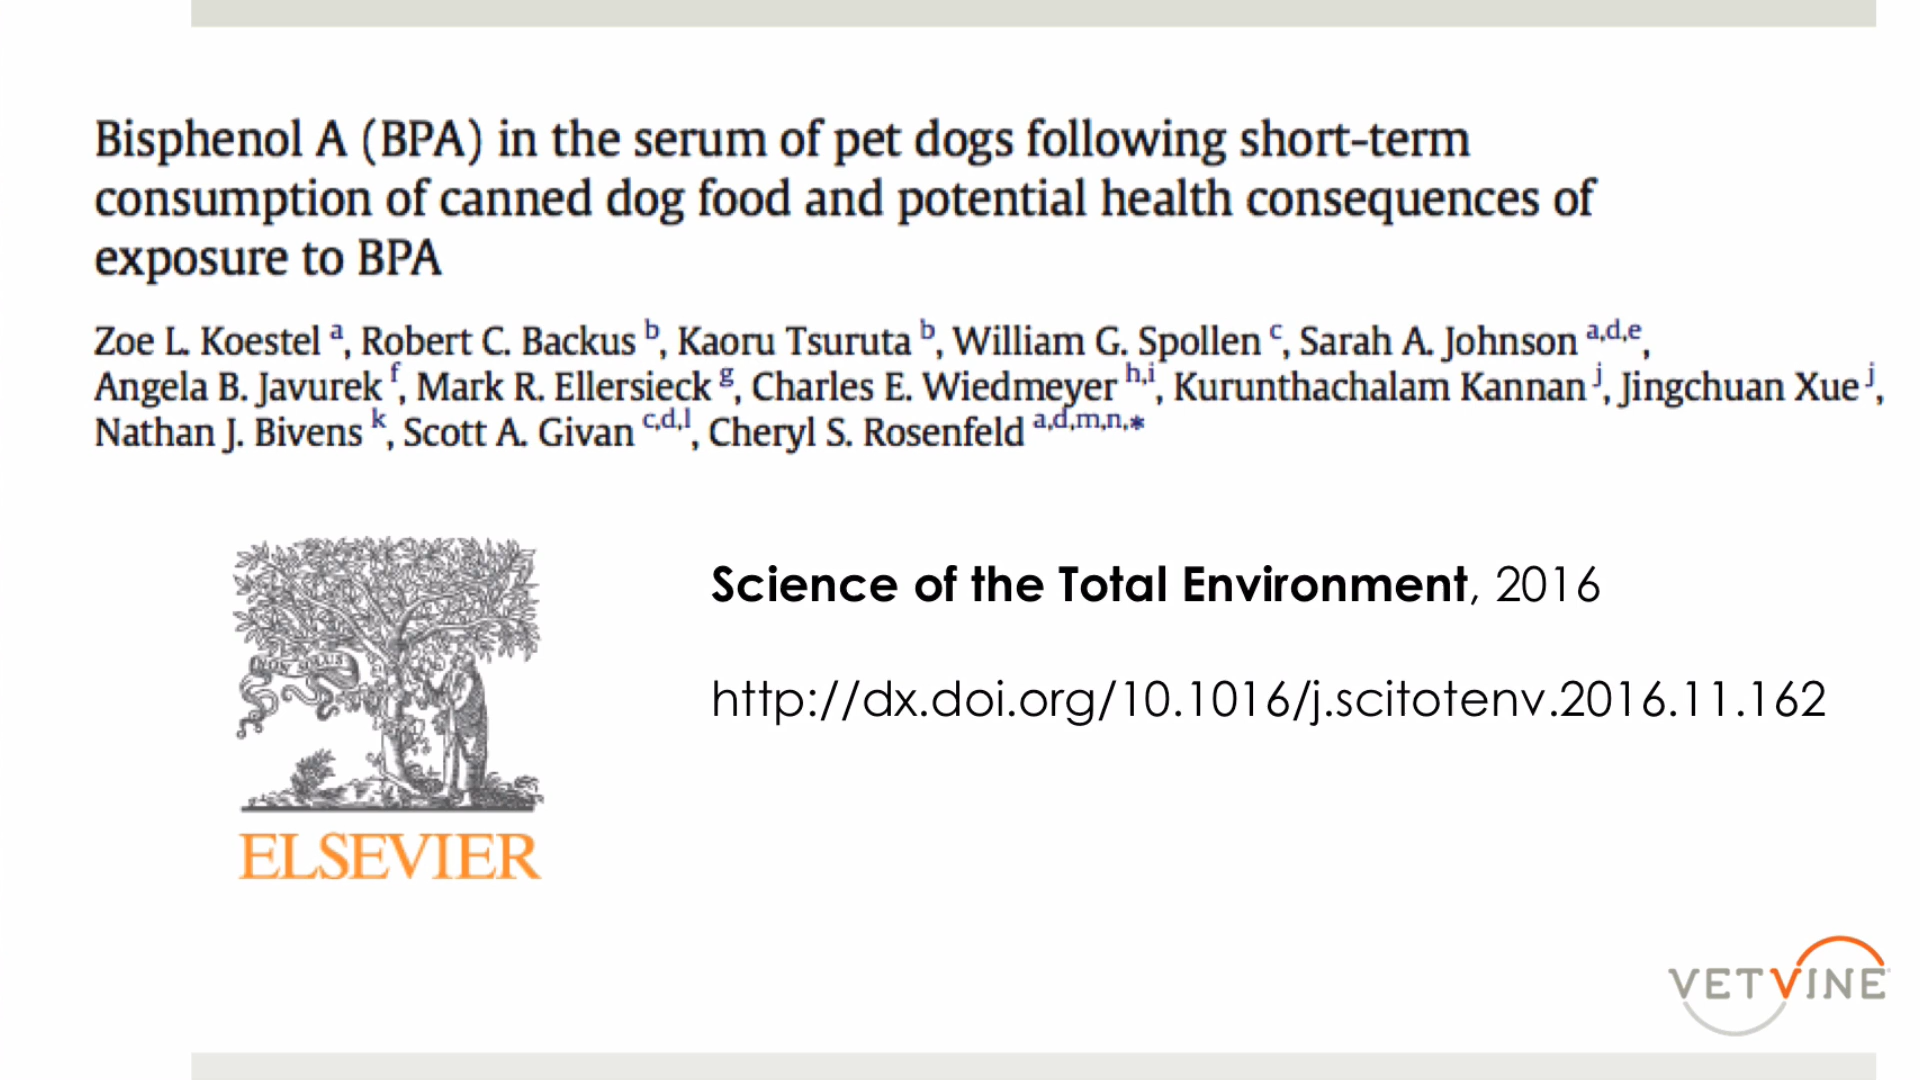 Bisphenol A (BPA) in the serum of pet dogs following short-term
consumption of canned dog food and potential health consequences of
exposure to BPA
Zoe L. Koestel a, Robert C. Backus b, Kaoru Tsuruta b, William G. Spollen c, Sarah A. Johnson a,d,e,
Angela B. Javurek f, Mark R. Ellersieck g, Charles E. Wiedmeyer h,i, Kurunthachalam Kannan j, Jingchuan Xue j,
Nathan J. Bivens k, Scott A. Givan c,d,l, Cheryl S. Rosenfeld a,d,m,n,*
NON SOLUS
ELSEVIER
Science of the Total Environment, 2016
http://dx.doi.org/10.1016/j.scitotenv.2016.11.162
VETVINE